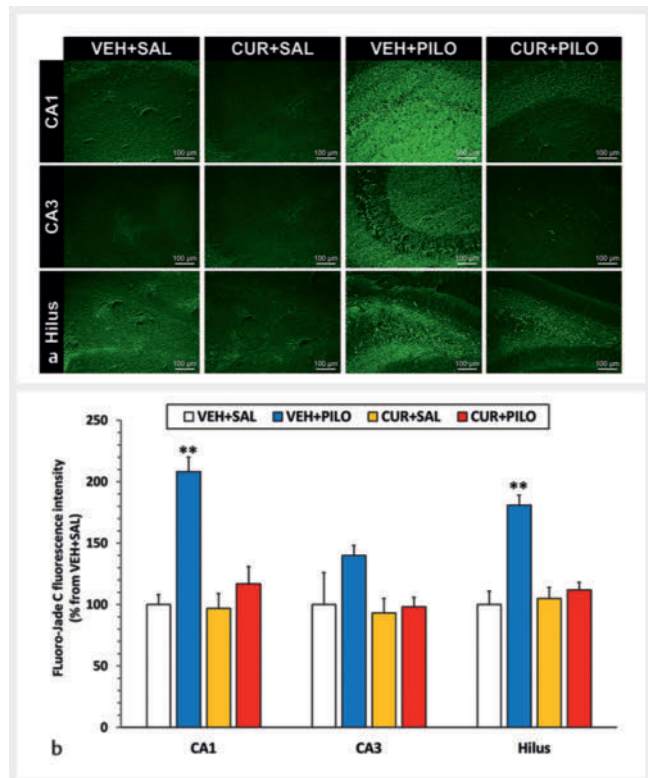 VEH+SAL CUR+SAL VEH+PILO CUR+PILO
CA1
100 µm 100 µm 100 µm 100 µm
CA3
100 µm 100 µm 100 µm 100 µm
Hilus
a
100 µm 100 µm 100 µm 100 µm
VEH+SAL VEH+PILO CUR+SAL CUR+PILO
Fluoro-Jade C fluorescence intensity
(% from VEH+SAL)
250
200
150
100
50
0
** **
CA1 CA3 Hilus
b